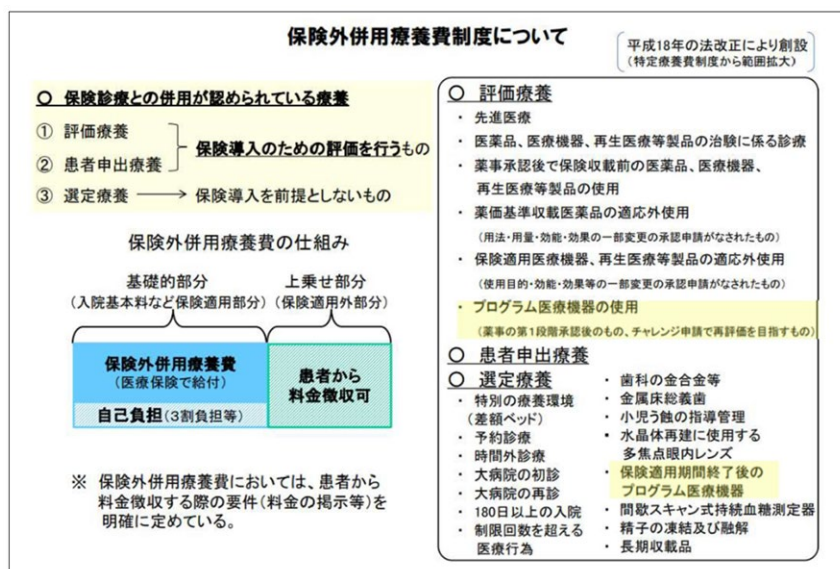 保険外併用療養費制度について
平成18年の法改正により創設
(特定療養費制度から範囲拡大)
○ 保険診療との併用が認められている療養
① 評価療養
② 患者申出療養
保険導入のための評価を行うもの
③ 選定療養 → 保険導入を前提としないもの
保険外併用療養費の仕組み
基礎的部分
(入院基本料など保険適用部分)
上乗せ部分
(保険適用外部分)
保険外併用療養費
(医療保険で給付)
自己負担(3割負担等)
患者から
料金徴収可
※ 保険外併用療養費においては、患者から
料金徴収する際の要件(料金の掲示等)を
明確に定めている。
○ 評価療養
・ 先進医療
・ 医薬品、医療機器、再生医療等製品の治験に係る診療
・ 薬事承認後で保険収載前の医薬品、医療機器、
再生医療等製品の使用
・ 薬価基準収載医薬品の適応外使用
(用法・用量・効能・効果の一部変更の承認申請がなされたもの)
・ 保険適用医療機器、再生医療等製品の適応外使用
(使用目的・効能・効果等の一部変更の承認申請がなされたもの)
・ プログラム医療機器の使用
(薬事の第1段階承認後のもの、チャレンジ申請で再評価を目指すもの)
○ 患者申出療養
○ 選定療養
・ 特別の療養環境
(差額ベッド)
・ 予約診療
・ 時間外診療
・ 大病院の初診
・ 大病院の再診
・ 180日以上の入院
・ 制限回数を超える
医療行為
・ 歯科の金合金等
・ 金属床総義歯
・ 小児う蝕の指導管理
・ 水晶体再建に使用する
多焦点眼内レンズ
・ 保険適用期間終了後の
プログラム医療機器
・ 間歇スキャン式持続血糖測定器
・ 精子の凍結及び融解
・ 長期収載品